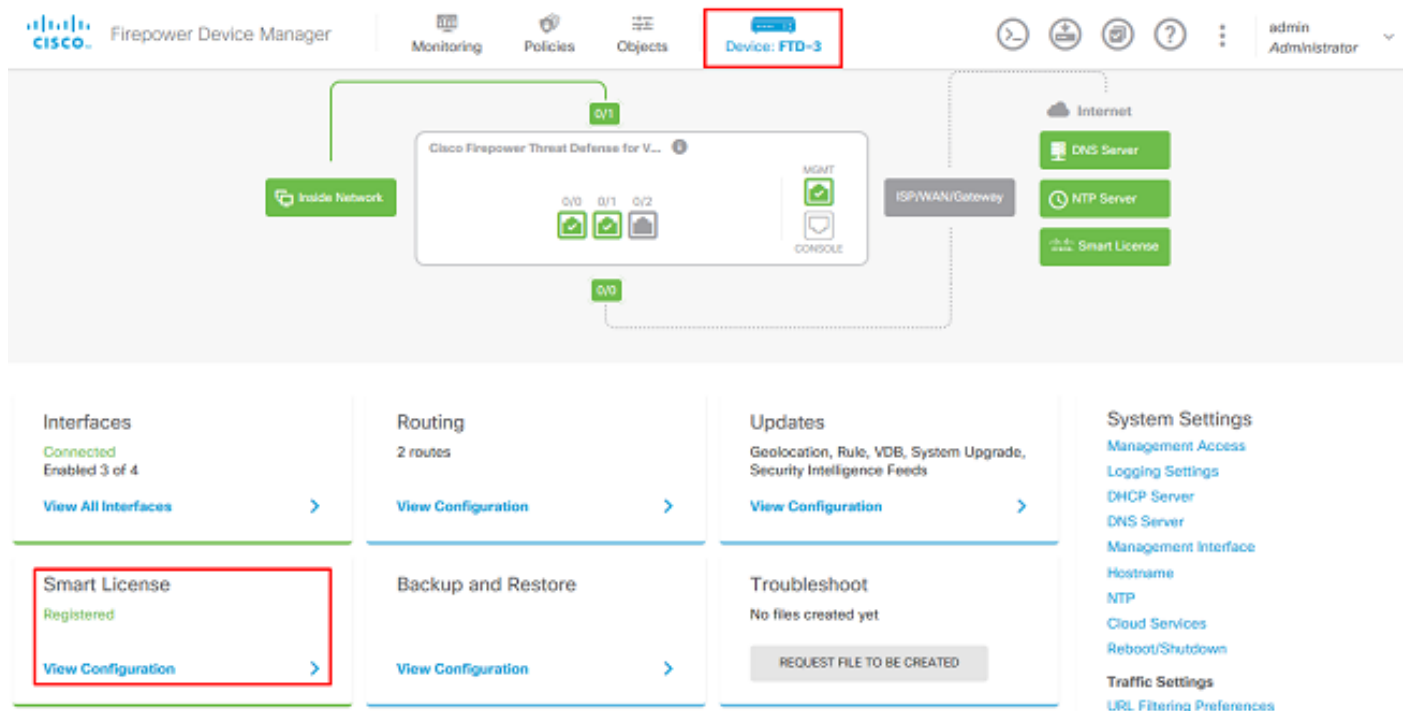 CISCO
Firepower Device Manager
Monitoring
Policies
Objects
Device: FTD-3
admin
Administrator
0/1
Internet
Cisco Firepower Threat Defense for V...
DNS Server
MGMT
Inside Network
0/0 0/1 0/2
ISP/WAN/Gateway
NTP Server
CONSOLE
Smart License
0/0
Interfaces
Connected
Enabled 3 of 4
View All Interfaces
Routing
2 routes
View Configuration
Updates
Geolocation, Rule, VDB, System Upgrade,
Security Intelligence Feeds
View Configuration
Smart License
Registered
View Configuration
Backup and Restore
View Configuration
Troubleshoot
No files created yet
REQUEST FILE TO BE CREATED
System Settings
Management Access
Logging Settings
DHCP Server
DNS Server
Management Interface
Hostname
NTP
Cloud Services
Reboot/Shutdown
Traffic Settings
URL Filtering Preferences